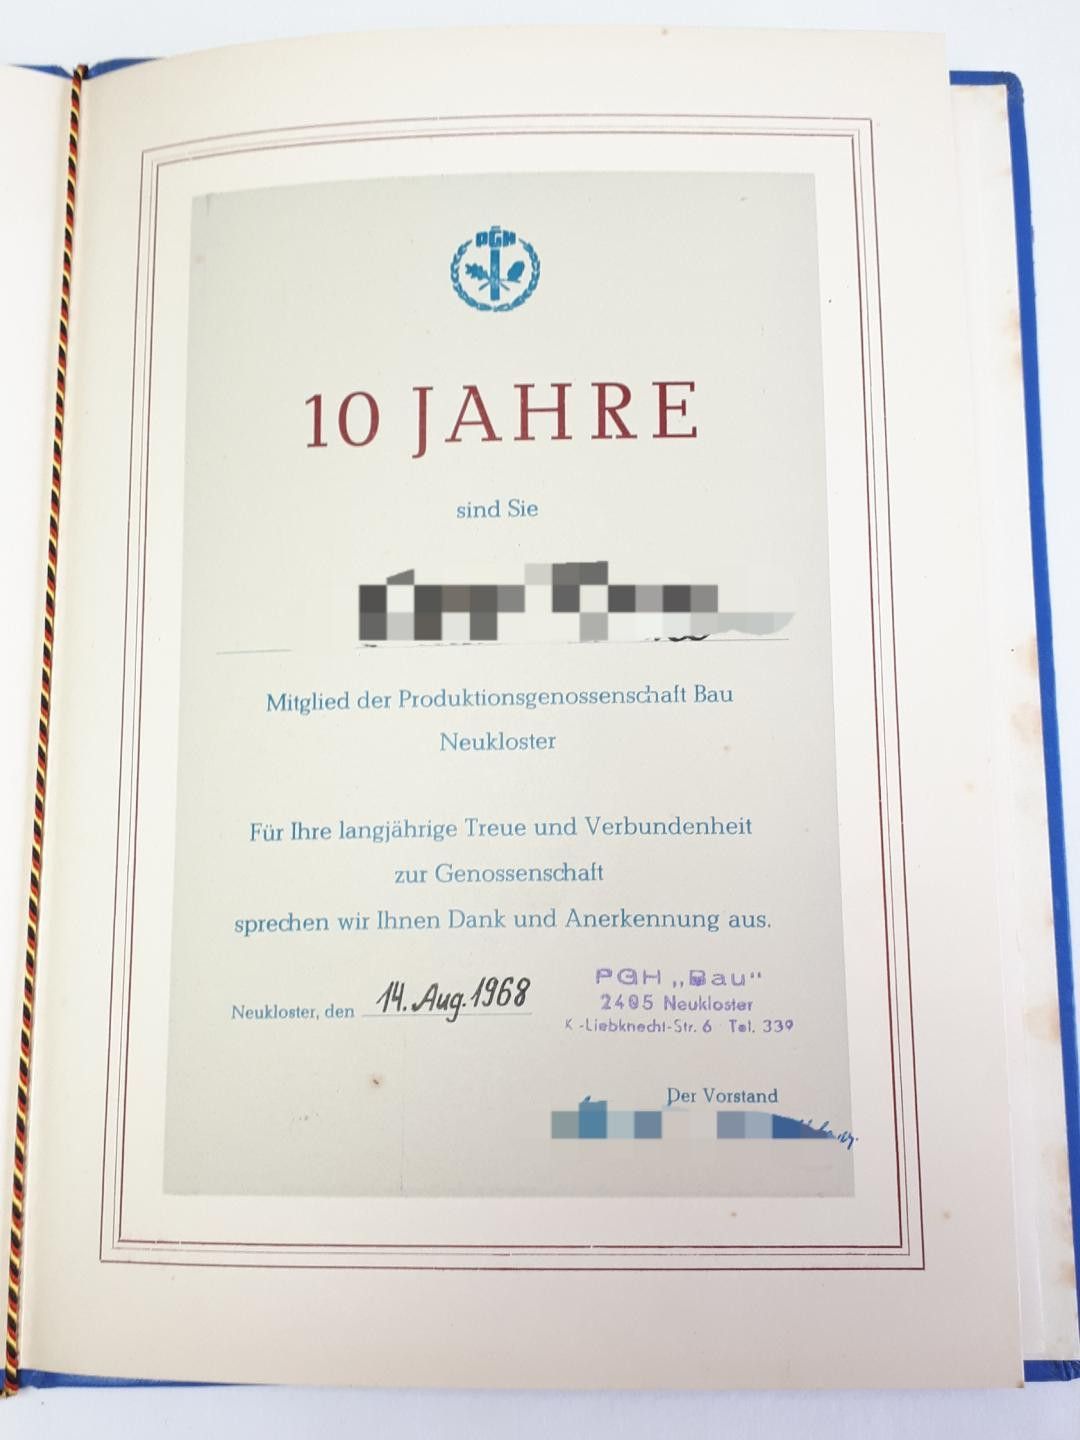 PGH
10 JAHRE
sind Sie
Mitglied der Produktionsgenossenschaft Bau
Neukloster
Für Ihre langjährige Treue und Verbundenheit
zur Genossenschaft
sprechen wir Ihnen Dank und Anerkennung aus.
Neukloster, den 14. Aug. 1968
PGH „Bau“
2405 Neukloster
K -Liebknecht-Str. 6 Tel. 339
Der Vorstand